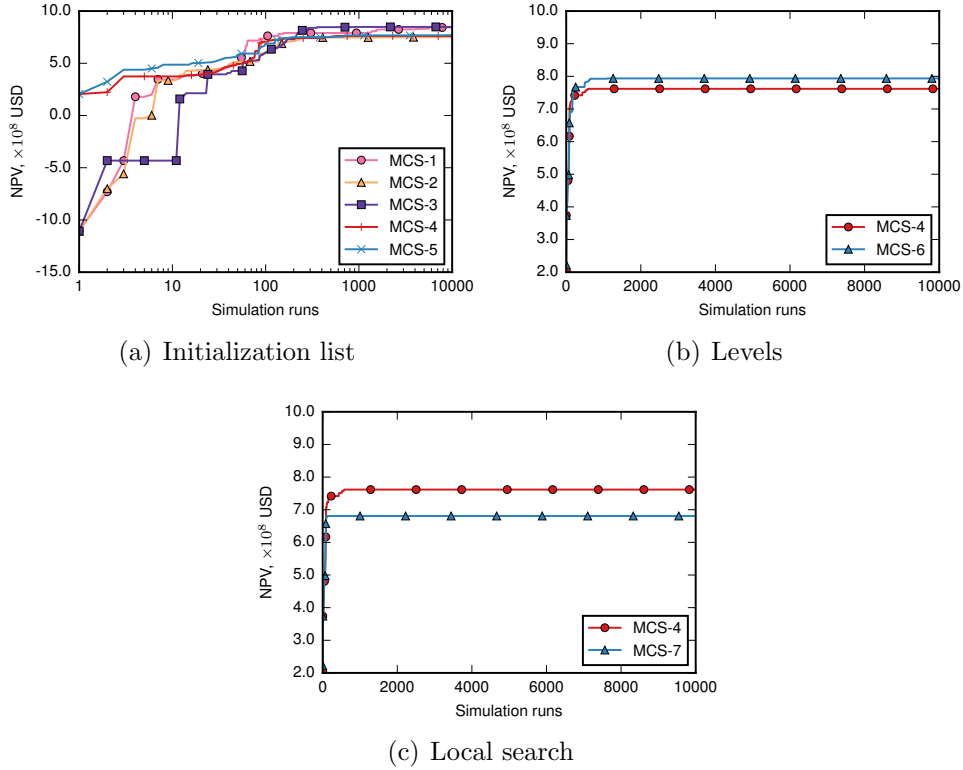 10.0
5.0
0.0
-5.0
-10.0
-15.0
NPV, ×10⁸ USD
MCS-1
MCS-2
MCS-3
MCS-4
MCS-5
1 10 100 1000 10000
Simulation runs
(a) Initialization list
10.0
9.0
8.0
7.0
6.0
5.0
4.0
3.0
2.0
NPV, ×10⁸ USD
MCS-4
MCS-6
0 2000 4000 6000 8000 10000
Simulation runs
(b) Levels
10.0
9.0
8.0
7.0
6.0
5.0
4.0
3.0
2.0
NPV, ×10⁸ USD
MCS-4
MCS-7
0 2000 4000 6000 8000 10000
Simulation runs
(c) Local search